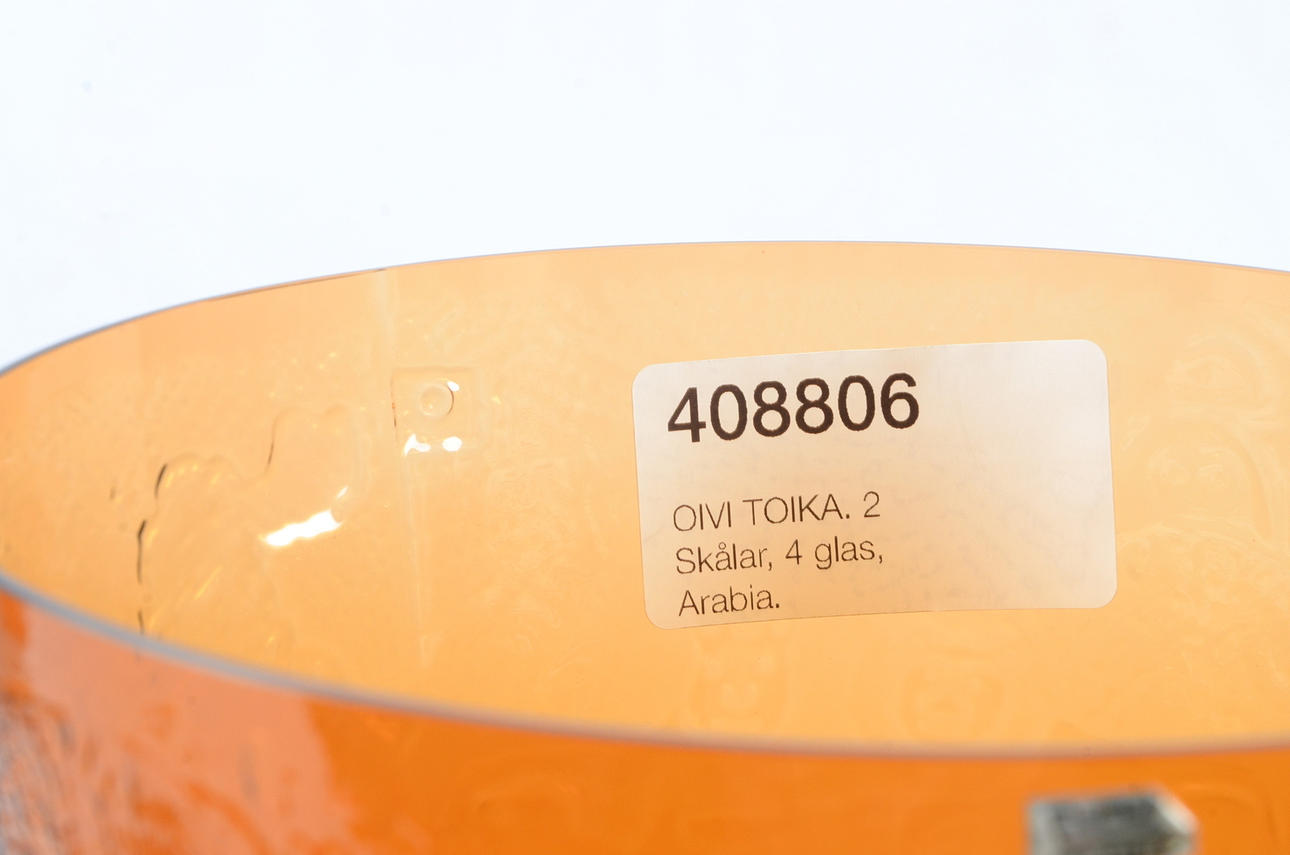 408806
OIVI TOIKA. 2
Skålar, 4 glas,
Arabia.